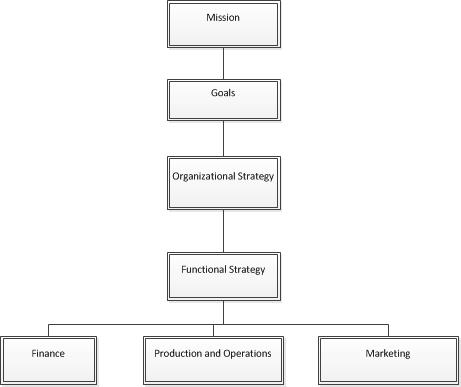 Mission
Goals
Organizational Strategy
Functional Strategy
Finance
Production and Operations
Marketing